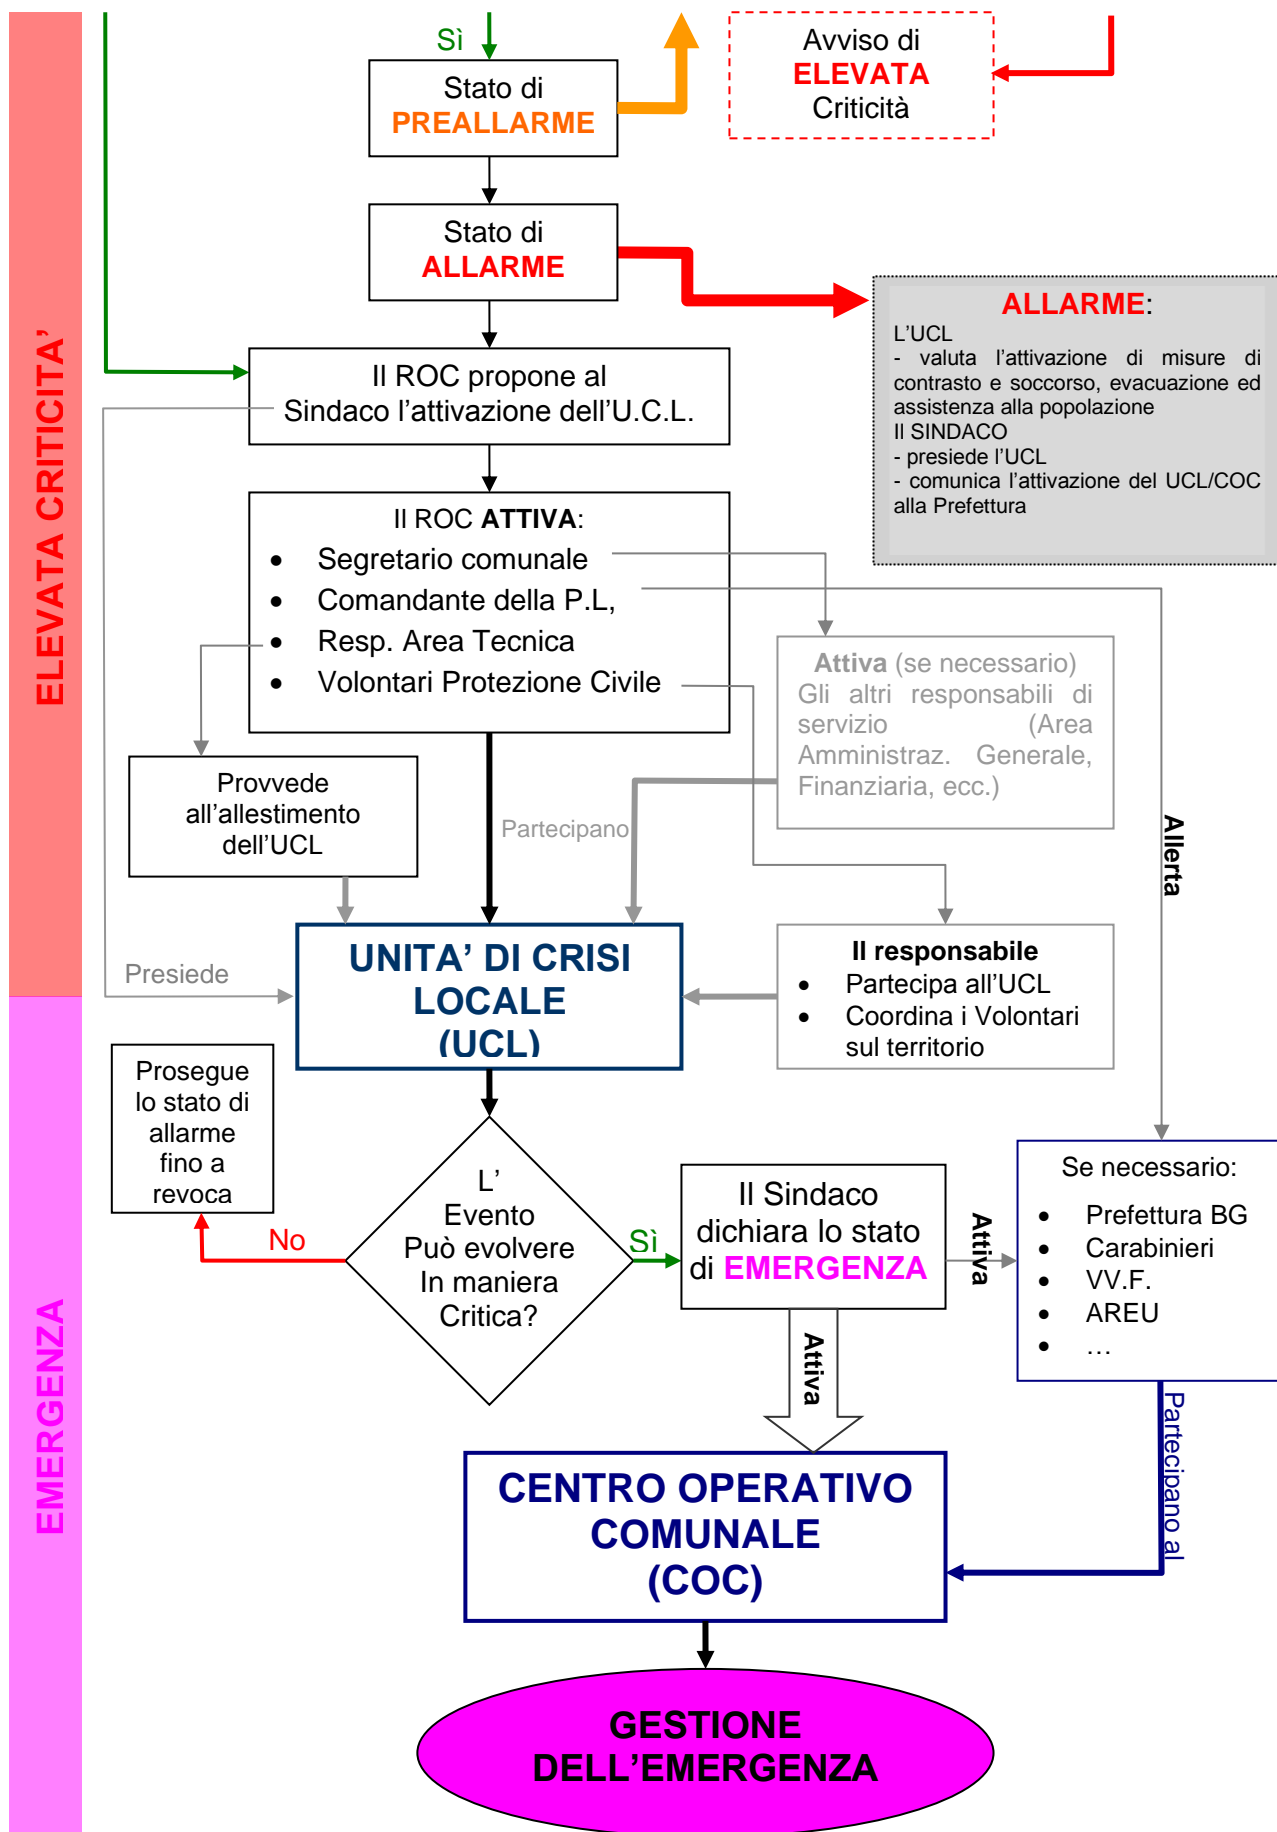 Sì
Stato di
PREALLARME
Avviso di
ELEVATA
Criticità
Stato di
ALLARME
ALLARME:
L'UCL
- valuta l'attivazione di misure di
contrasto e soccorso, evacuazione ed
assistenza alla popolazione
Il SINDACO
- presiede l'UCL
- comunica l'attivazione del UCL/COC
alla Prefettura
ELEVATA CRITICITA'
Il ROC propone al
Sindaco l'attivazione dell'U.C.L.
Il ROC ATTIVA:
• Segretario comunale
• Comandante della P.L,
• Resp. Area Tecnica
• Volontari Protezione Civile
Attiva (se necessario)
Gli altri responsabili di
servizio (Area
Amministraz. Generale,
Finanziaria, ecc.)
Provvede
all'allestimento
dell'UCL
Partecipano
Allerta
UNITA' DI CRISI
LOCALE
(UCL)
Presiede
Il responsabile
• Partecipa all'UCL
• Coordina i Volontari
sul territorio
EMERGENZA
Prosegue
lo stato di
allarme
fino a
revoca
No
L'
Evento
Può evolvere
In maniera
Critica?
Sì
Il Sindaco
dichiara lo stato
di EMERGENZA
Attiva
Se necessario:
• Prefettura BG
• Carabinieri
• VV.F.
• AREU
• …
Attiva
Partecipano al
CENTRO OPERATIVO
COMUNALE
(COC)
GESTIONE
DELL'EMERGENZA